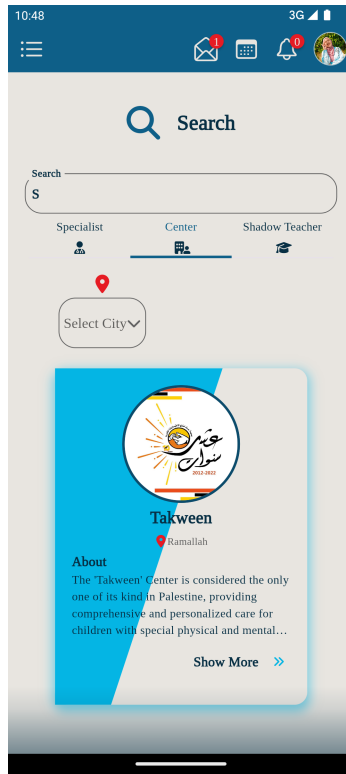 10:48
3G
1
0
Search
Search
S
Specialist
Center
Shadow Teacher
Select City
عشر
سنوات
2012-2022
Takween
Ramallah
About
The 'Takween' Center is considered the only
one of its kind in Palestine, providing
comprehensive and personalized care for
children with special physical and mental...
Show More